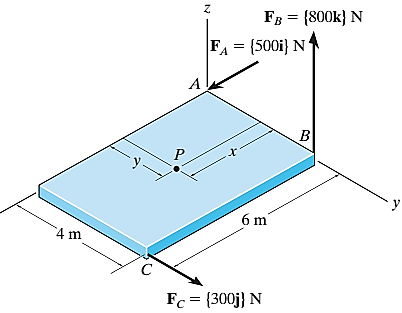 z
F_B = {800k} N
F_A = {500i} N
A
B
P
x
y
y
6 m
4 m
C
F_C = {300j} N